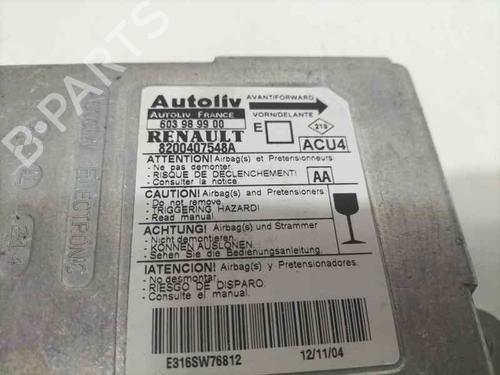 Autoliv
AVANT/FORWARD
AUTOLIV FRANCE
VORN/DELANTE
603 98 99 00
E
218
RENAULT
8200407548A
ACU4
ATTENTION! Airbag(s) et Pretensionneurs
- Ne pas demonter.
- RISQUE DE DECLENCHEMENT!
- Consulter la notice
AA
CAUTION! Airbag(s) and Pretensioners
- Do not remove.
- TRIGGERING HAZARD!
- Read manual.
ACHTUNG! Airbag(s) und Strammer
- Nicht demontieren.
- KÖNNEN AUSLÖSEN.
- Sehen Sie die Bedienungsanleitung.
!ATENCION! Airbag(s) y Pretensionadores.
- No desmontar.
- RIESGO DE DISPARO.
- Consulte el manual.
E316SW76812
12/11/04
ELECTRONIC
B-PARTS